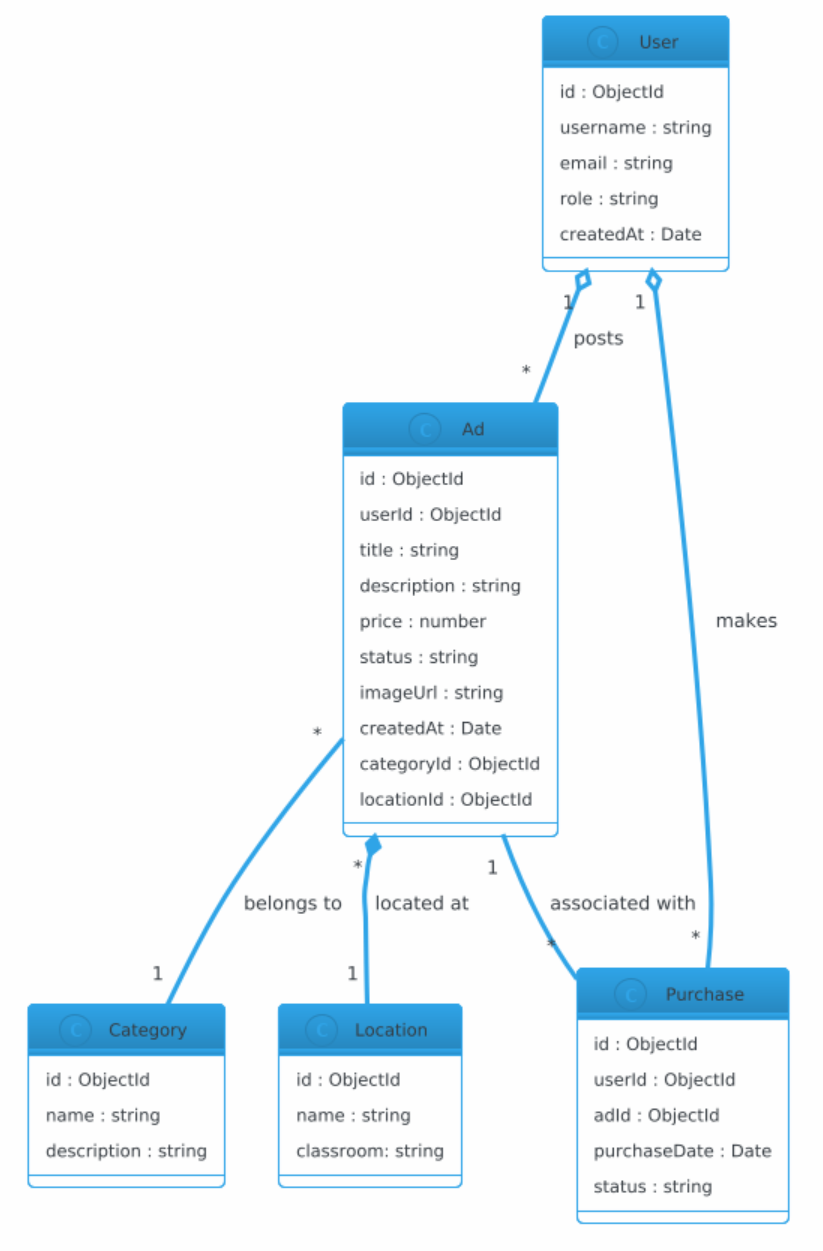 C User
id : ObjectId
username : string
email : string
role : string
createdAt : Date
1
1
posts
*
C Ad
id : ObjectId
userId : ObjectId
title : string
description : string
price : number
status : string
imageUrl : string
createdAt : Date
categoryId : ObjectId
locationId : ObjectId
makes
*
*
1
belongs to
located at
associated with
*
*
1
1
C Category
id : ObjectId
name : string
description : string
C Location
id : ObjectId
name : string
classroom: string
C Purchase
id : ObjectId
userId : ObjectId
adId : ObjectId
purchaseDate : Date
status : string